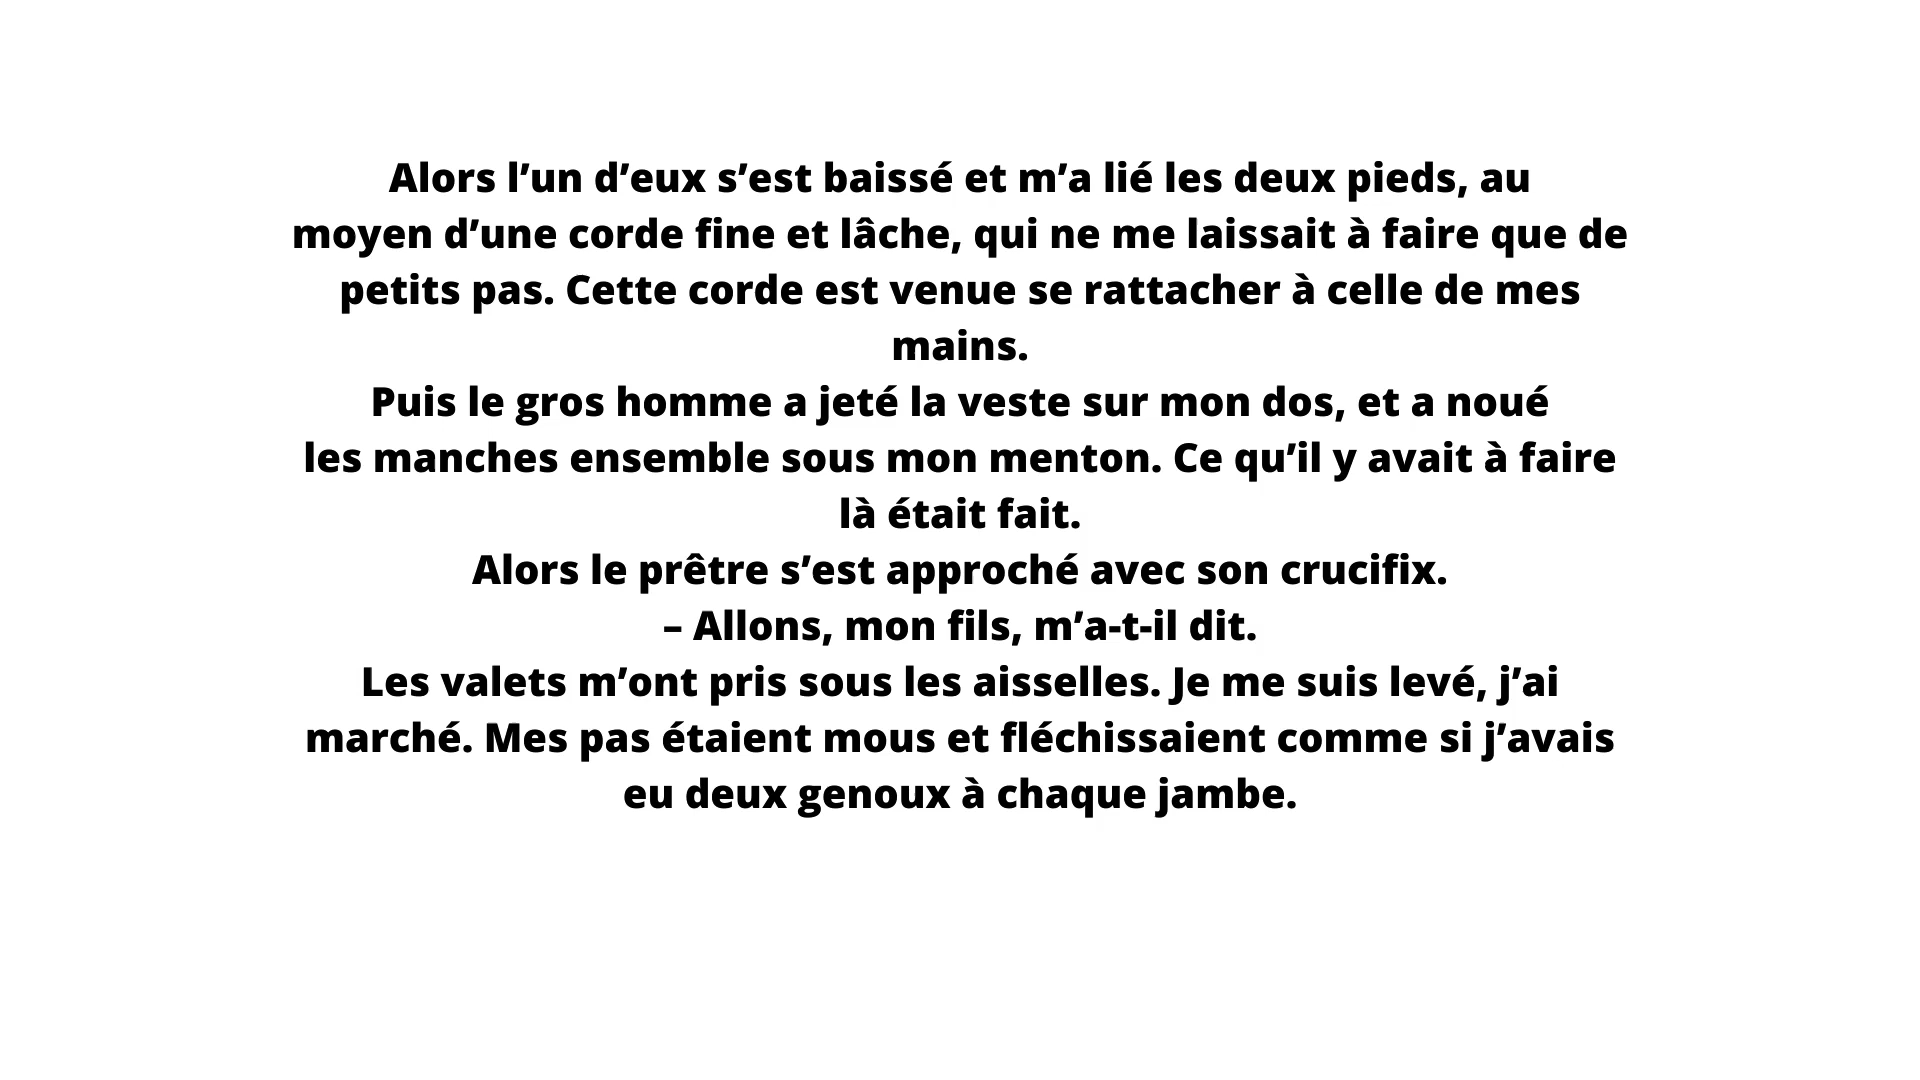 Alors l’un d’eux s’est baissé et m’a lié les deux pieds, au
moyen d’une corde fine et lâche, qui ne me laissait à faire que de
petits pas. Cette corde est venue se rattacher à celle de mes
mains.
Puis le gros homme a jeté la veste sur mon dos, et a noué
les manches ensemble sous mon menton. Ce qu’il y avait à faire
là était fait.
Alors le prêtre s’est approché avec son crucifix.
– Allons, mon fils, m’a-t-il dit.
Les valets m’ont pris sous les aisselles. Je me suis levé, j’ai
marché. Mes pas étaient mous et fléchissaient comme si j’avais
eu deux genoux à chaque jambe.